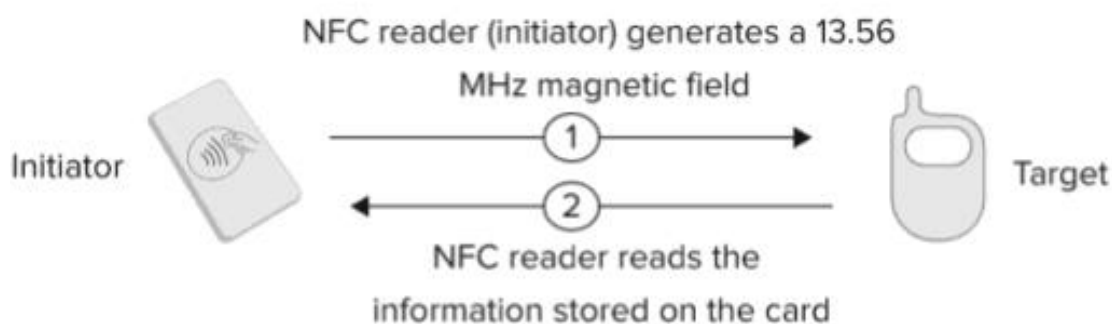 NFC reader (initiator) generates a 13.56
MHz magnetic field
1
Initiator
Target
2
NFC reader reads the
information stored on the card